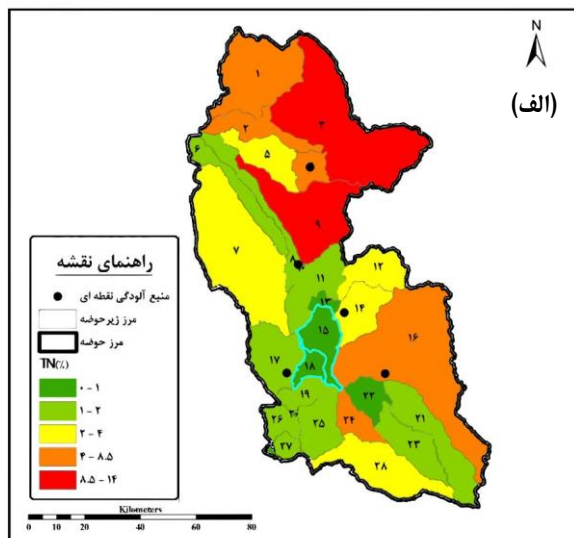 N
(الف)
۱
۲
۳
۵
۶
۹
۷
۸
۱۱
۱۲
۱۳
۱۴
۱۵
۱۶
۱۷
۱۸
۱۹
۲۲
۲۱
۲۶
۲۰
۲۵
۲۴
۲۳
۲۷
۲۸
راهنمای نقشه
منبع آلودگی نقطه ای
مرز زیرحوضه
مرز حوضه
TN(٪)
۰ - ۱
۱ - ۲
۲ - ۴
۴ - ۸.۵
۸.۵ - ۱۴
Kilometers
0 10 20 40 60 80